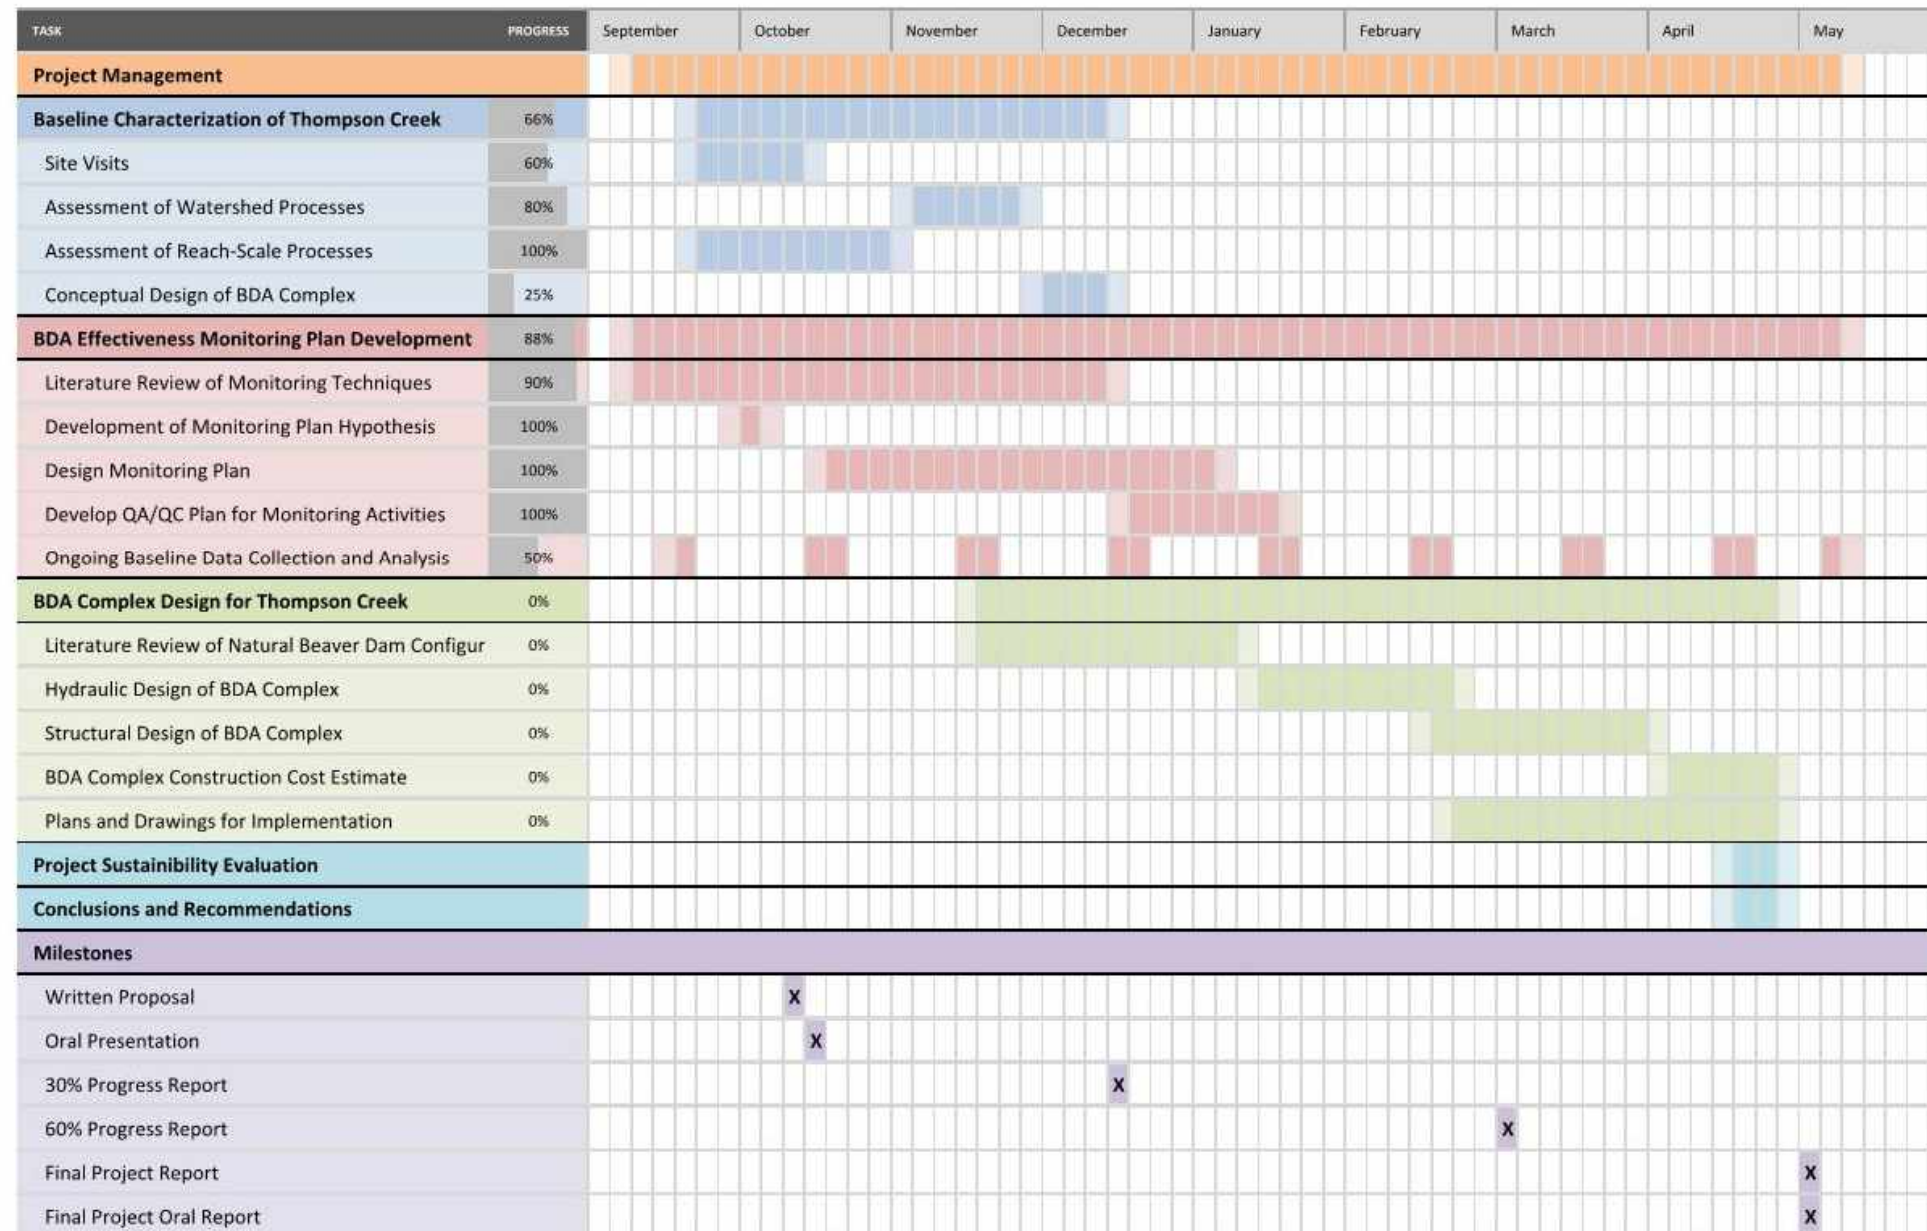 TASK PROGRESS September October November December January February March April May
Project Management
Baseline Characterization of Thompson Creek 66%
Site Visits 60%
Assessment of Watershed Processes 80%
Assessment of Reach-Scale Processes 100%
Conceptual Design of BDA Complex 25%
BDA Effectiveness Monitoring Plan Development 88%
Literature Review of Monitoring Techniques 90%
Development of Monitoring Plan Hypothesis 100%
Design Monitoring Plan 100%
Develop QA/QC Plan for Monitoring Activities 100%
Ongoing Baseline Data Collection and Analysis 50%
BDA Complex Design for Thompson Creek 0%
Literature Review of Natural Beaver Dam Configur 0%
Hydraulic Design of BDA Complex 0%
Structural Design of BDA Complex 0%
BDA Complex Construction Cost Estimate 0%
Plans and Drawings for Implementation 0%
Project Sustainibility Evaluation
Conclusions and Recommendations
Milestones
Written Proposal X
Oral Presentation X
30% Progress Report X
60% Progress Report X
Final Project Report X
Final Project Oral Report X